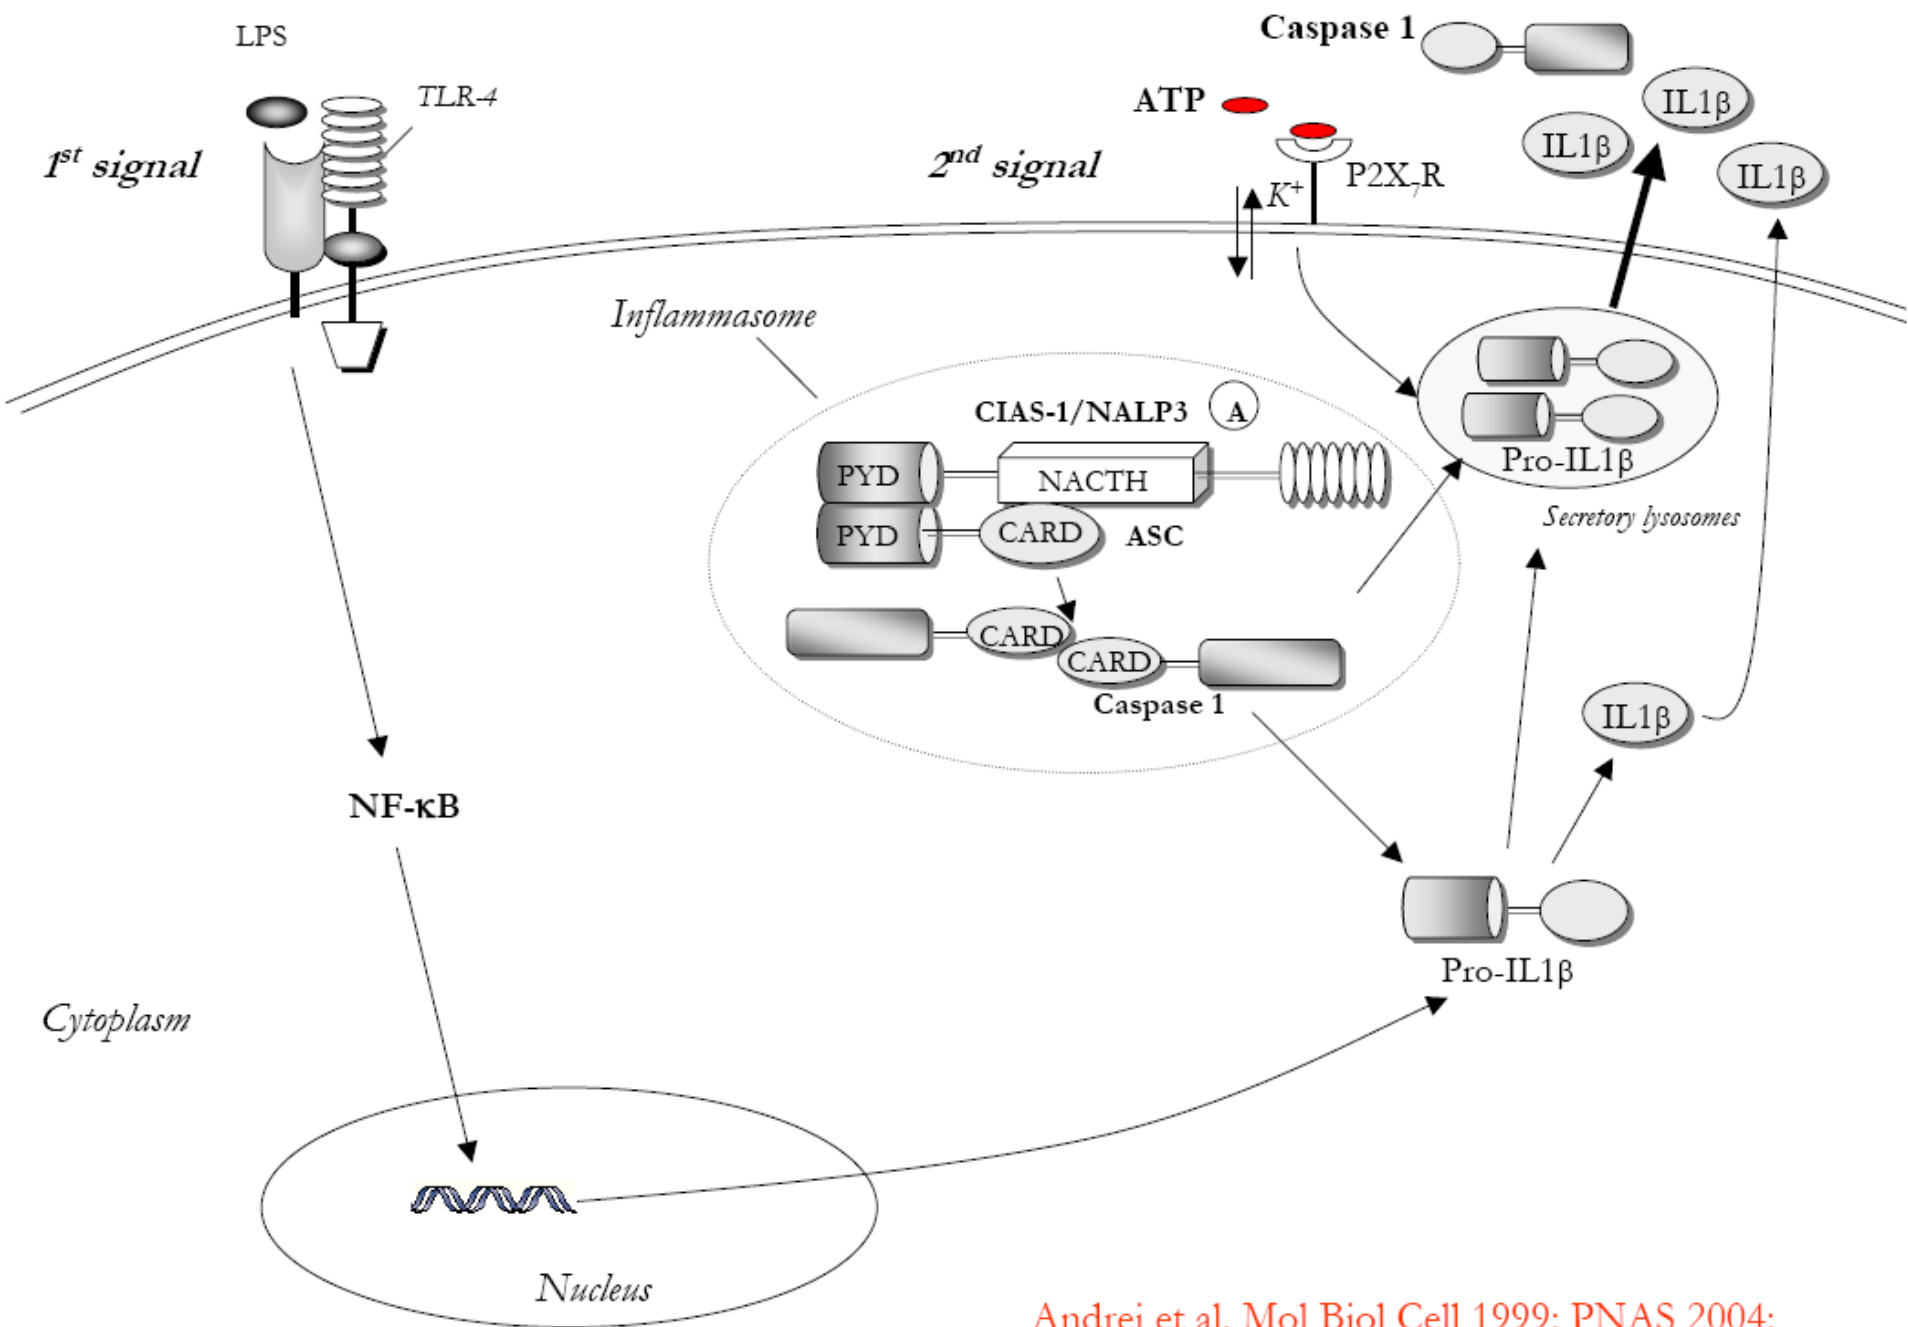 LPS
TLR-4
1st signal
2nd signal
ATP
K+
P2X7R
Caspase 1
IL1β
IL1β
IL1β
Inflammasome
CIAS-1/NALP3
A
PYD
NACTH
PYD
CARD
ASC
CARD
CARD
Caspase 1
Pro-IL1β
Secretory lysosomes
IL1β
Pro-IL1β
NF-κB
Cytoplasm
Nucleus
Andrei et al. Mol Biol Cell 1999; PNAS 2004;